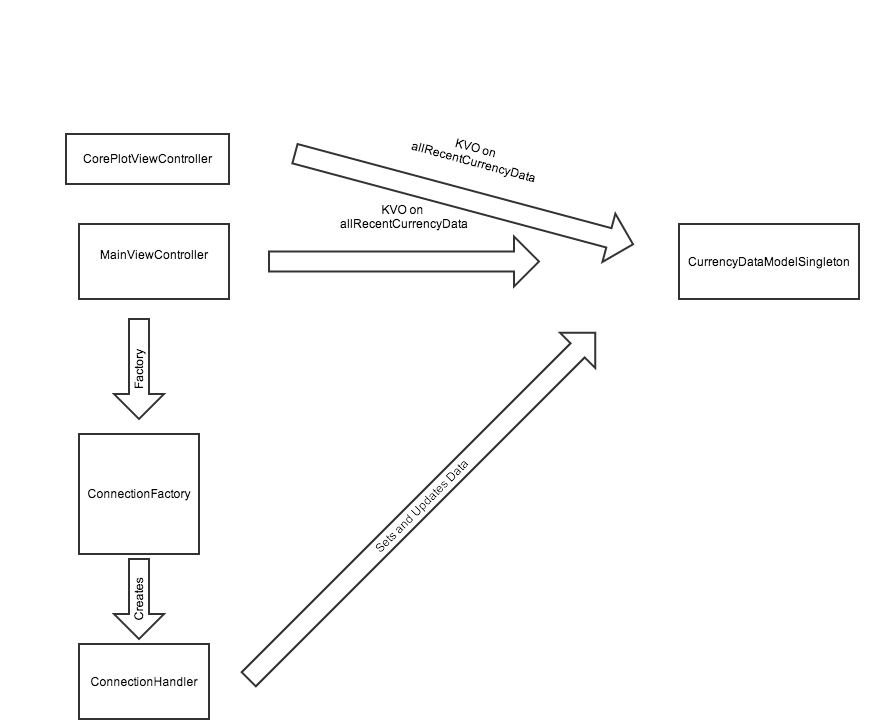 KVO on
allRecentCurrencyData
CorePlotViewController
KVO on
allRecentCurrencyData
MainViewController
CurrencyDataModelSingleton
Factory
ConnectionFactory
Sets and Updates Data
Creates
ConnectionHandler